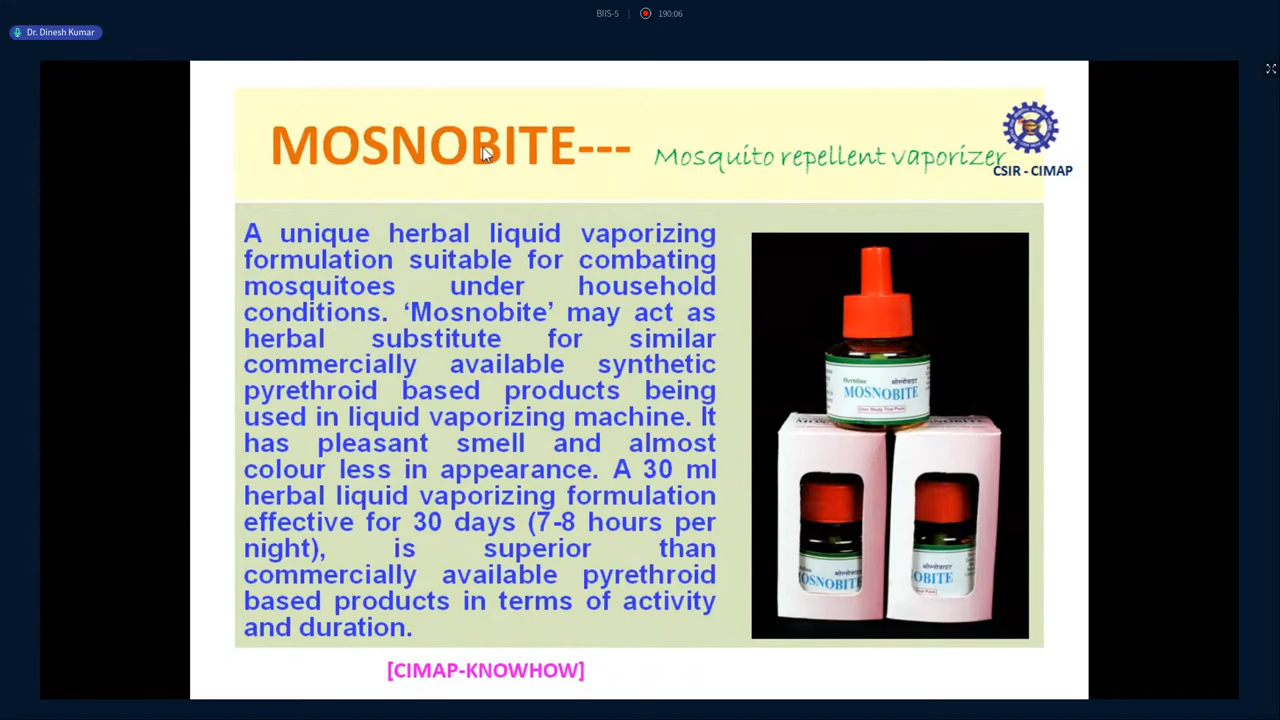 BIIS-5 | 190:06
Dr. Dinesh Kumar
MOSNOBITE--- Mosquito repellent vaporizer
CSIR - CIMAP
A unique herbal liquid vaporizing
formulation suitable for combating
mosquitoes under household
conditions. ‘Mosnobite’ may act as
herbal substitute for similar
commercially available synthetic
pyrethroid based products being
used in liquid vaporizing machine. It
has pleasant smell and almost
colour less in appearance. A 30 ml
herbal liquid vaporizing formulation
effective for 30 days (7-8 hours per
night), is superior than
commercially available pyrethroid
based products in terms of activity
and duration.
Herbline
MOSNOBITE
MOSNOBITE
OBITE
[CIMAP-KNOWHOW]